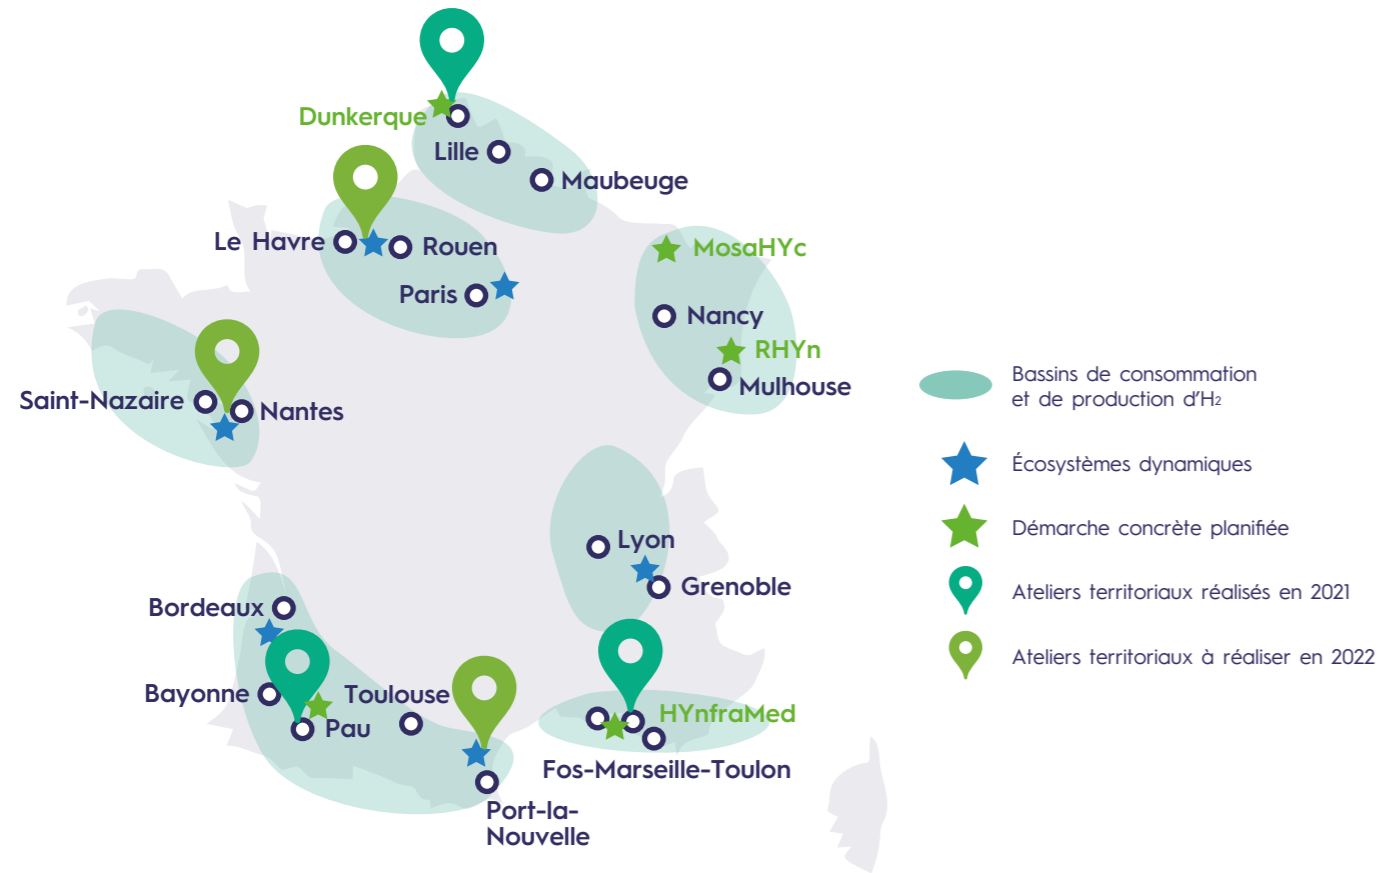 Dunkerque
Lille
Maubeuge
Le Havre
Rouen
Paris
MosaHYc
Nancy
RHYn
Mulhouse
Saint-Nazaire
Nantes
Lyon
Grenoble
Bordeaux
Bayonne
Toulouse
Pau
HYnfraMed
Fos-Marseille-Toulon
Port-la-
Nouvelle
Bassins de consommation
et de production d'H₂
Écosystèmes dynamiques
Démarche concrète planifiée
Ateliers territoriaux réalisés en 2021
Ateliers territoriaux à réaliser en 2022